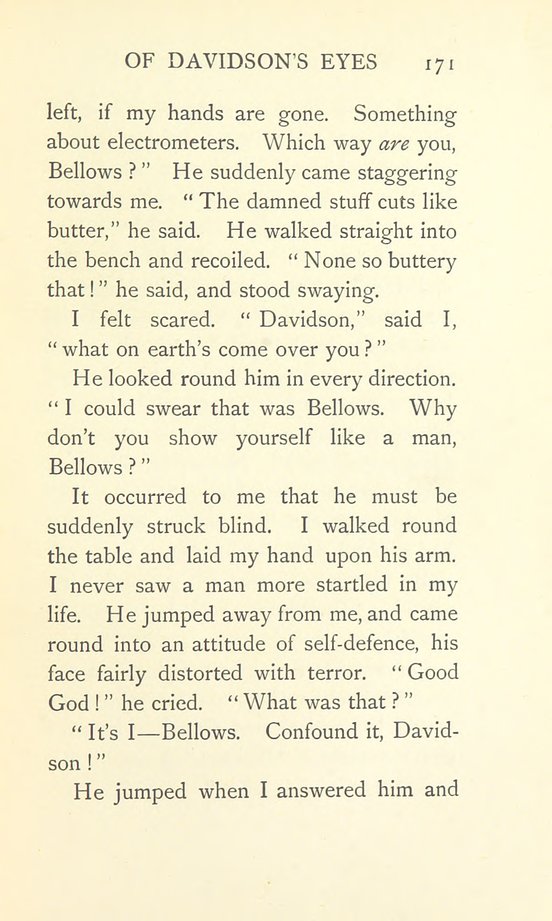 OF DAVIDSON'S EYES 171
left, if my hands are gone. Something
about electrometers. Which way are you,
Bellows?" He suddenly came staggering
towards me. "The damned stuff cuts like
butter," he said. He walked straight into
the bench and recoiled. "None so buttery
that!" he said, and stood swaying.
I felt scared. "Davidson," said I,
"what on earth's come over you?"
He looked round him in every direction.
"I could swear that was Bellows. Why
don't you show yourself like a man,
Bellows?"
It occurred to me that he must be
suddenly struck blind. I walked round
the table and laid my hand upon his arm.
I never saw a man more startled in my
life. He jumped away from me, and came
round into an attitude of self-defence, his
face fairly distorted with terror. "Good
God!" he cried. "What was that?"
"It's I—Bellows. Confound it, David-
son!"
He jumped when I answered him and